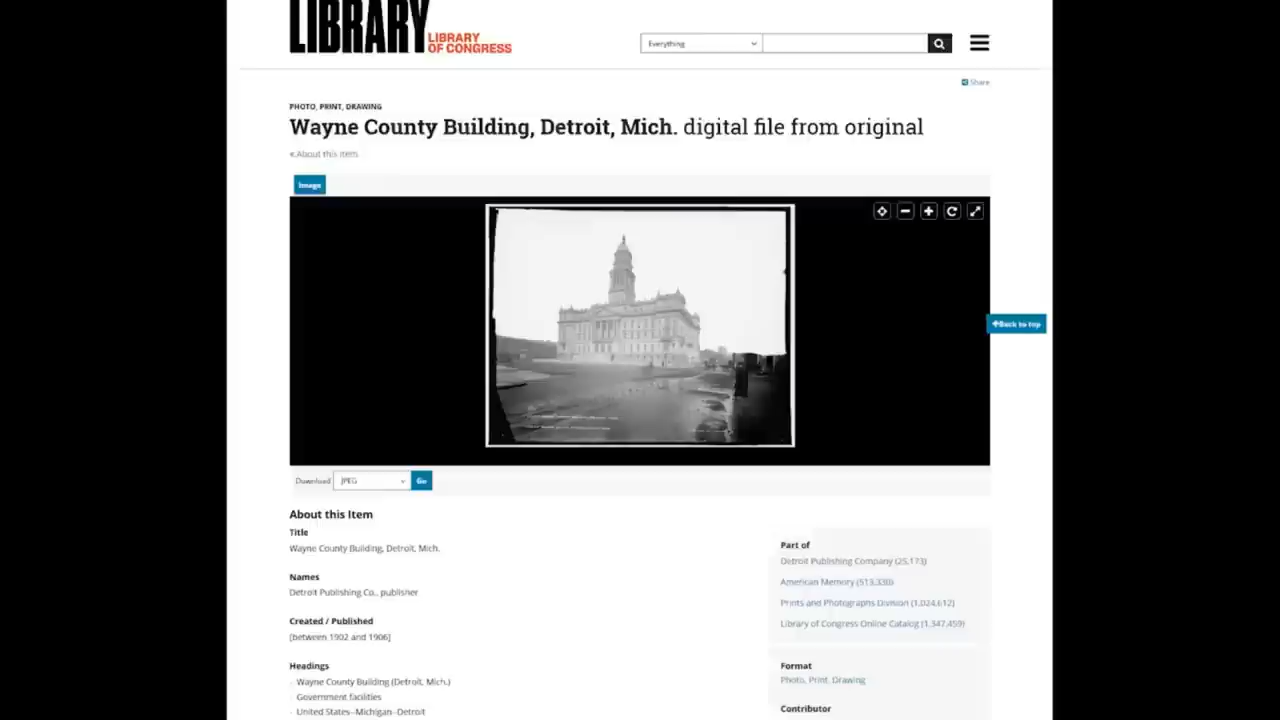 LIBRARY
LIBRARY
OF CONGRESS
Everything
Share
PHOTO, PRINT, DRAWING
Wayne County Building, Detroit, Mich. digital file from original
« About this Item
Image
Back to top
Download
JPEG
Go
About this Item
Title
Wayne County Building, Detroit, Mich.
Names
Detroit Publishing Co., publisher
Created / Published
[between 1902 and 1906]
Headings
- Wayne County Building (Detroit, Mich.)
- Government facilities
- United States--Michigan--Detroit
Part of
Detroit Publishing Company (25,173)
American Memory (513,330)
Prints and Photographs Division (1,024,612)
Library of Congress Online Catalog (1,347,459)
Format
Photo, Print, Drawing
Contributor